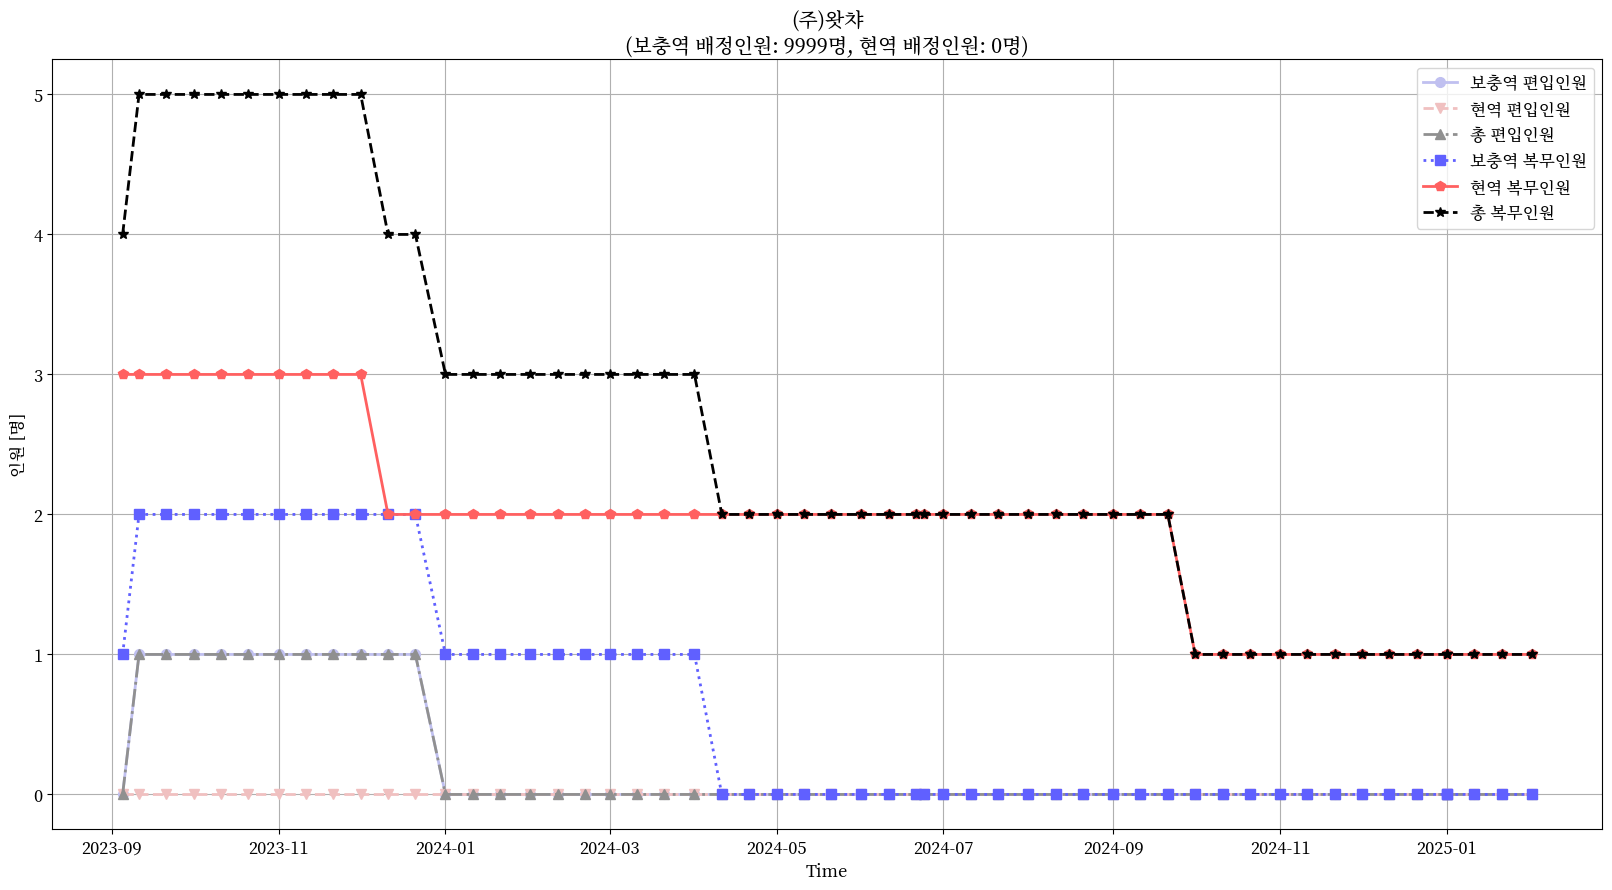 (주)왓챠
(보충역 배정인원: 9999명, 현역 배정인원: 0명)
보충역 편입인원
현역 편입인원
총 편입인원
보충역 복무인원
현역 복무인원
총 복무인원
인원 [명]
5
4
3
2
1
0
2023-09
2023-11
2024-01
2024-03
2024-05
2024-07
2024-09
2024-11
2025-01
Time